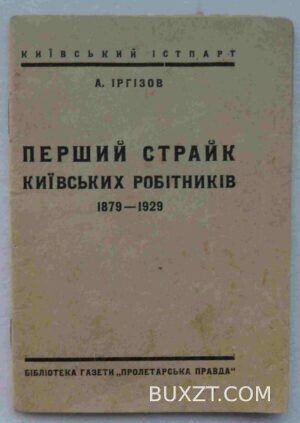 КИЇВСЬКИЙ ІСТПАРТ
А. ІРГІЗОВ
ПЕРШИЙ СТРАЙК
КИЇВСЬКИХ РОБІТНИКІВ
1879—1929
БІБЛІОТЕКА ГАЗЕТИ „ПРОЛЕТАРСЬКА ПРАВДА"
BUXZT.COM